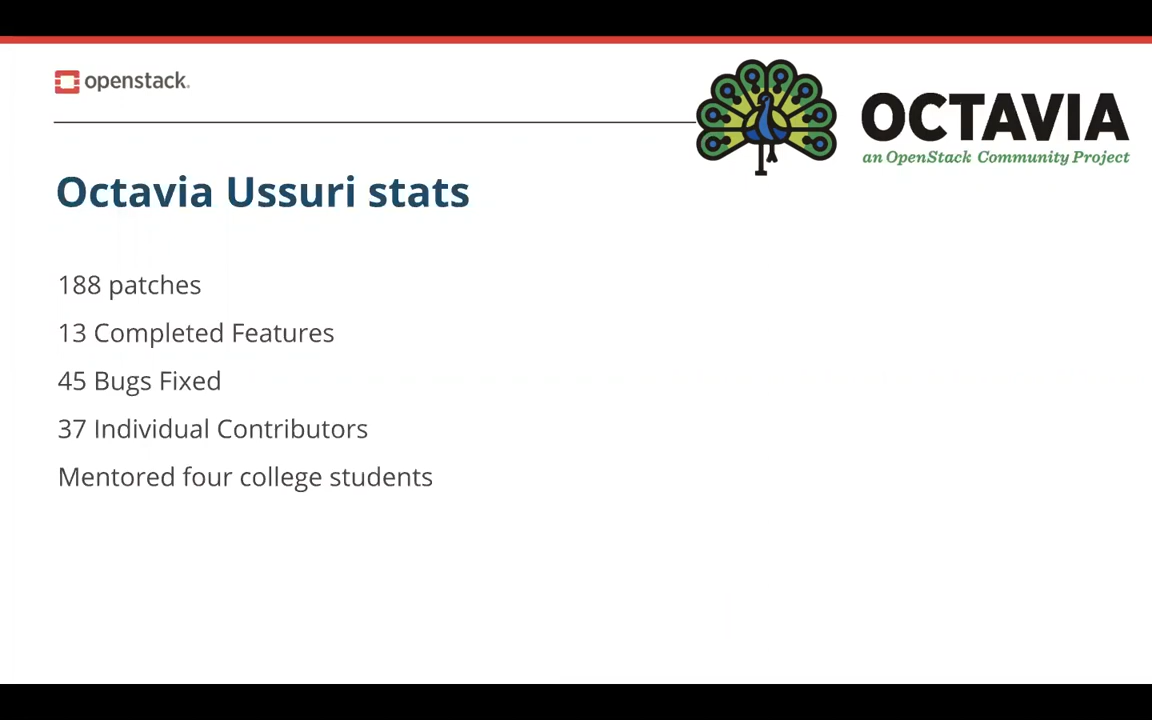 openstack.
OCTAVIA
an OpenStack Community Project
Octavia Ussuri stats
188 patches
13 Completed Features
45 Bugs Fixed
37 Individual Contributors
Mentored four college students